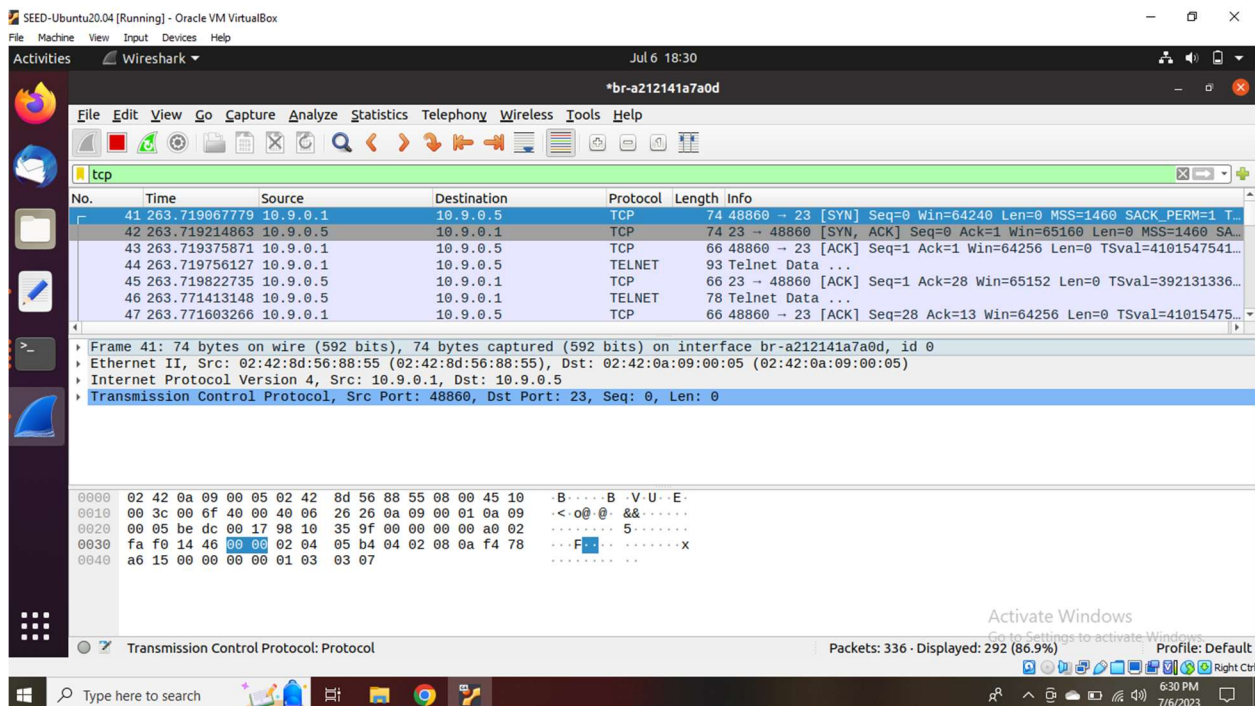 SEED-Ubuntu20.04 [Running] - Oracle VM VirtualBox
File Machine View Input Devices Help
Activities Wireshark Jul 6 18:30
*br-a212141a7a0d
File Edit View Go Capture Analyze Statistics Telephony Wireless Tools Help
tcp
No. Time Source Destination Protocol Length Info
41 263.719067779 10.9.0.1 10.9.0.5 TCP 74 48860 → 23 [SYN] Seq=0 Win=64240 Len=0 MSS=1460 SACK_PERM=1 T…
42 263.719214863 10.9.0.5 10.9.0.1 TCP 74 23 → 48860 [SYN, ACK] Seq=0 Ack=1 Win=65160 Len=0 MSS=1460 SA…
43 263.719375871 10.9.0.1 10.9.0.5 TCP 66 48860 → 23 [ACK] Seq=1 Ack=1 Win=64256 Len=0 TSval=4101547541…
44 263.719756127 10.9.0.1 10.9.0.5 TELNET 93 Telnet Data ...
45 263.719822735 10.9.0.5 10.9.0.1 TCP 66 23 → 48860 [ACK] Seq=1 Ack=28 Win=65152 Len=0 TSval=392131336…
46 263.771413148 10.9.0.5 10.9.0.1 TELNET 78 Telnet Data ...
47 263.771603266 10.9.0.1 10.9.0.5 TCP 66 48860 → 23 [ACK] Seq=28 Ack=13 Win=64256 Len=0 TSval=41015475…
Frame 41: 74 bytes on wire (592 bits), 74 bytes captured (592 bits) on interface br-a212141a7a0d, id 0
Ethernet II, Src: 02:42:8d:56:88:55 (02:42:8d:56:88:55), Dst: 02:42:0a:09:00:05 (02:42:0a:09:00:05)
Internet Protocol Version 4, Src: 10.9.0.1, Dst: 10.9.0.5
Transmission Control Protocol, Src Port: 48860, Dst Port: 23, Seq: 0, Len: 0
0000 02 42 0a 09 00 05 02 42 8d 56 88 55 08 00 45 10 ·B·····B ·V·U··E·
0010 00 3c 00 6f 40 00 40 06 26 26 0a 09 00 01 0a 09 ·<·o@·@· &&······
0020 00 05 be dc 00 17 98 10 35 9f 00 00 00 00 a0 02 ········ 5·······
0030 fa f0 14 46 00 00 02 04 05 b4 04 02 08 0a f4 78 ···F···· ·······x
0040 a6 15 00 00 00 00 01 03 03 07 ········ ··
Activate Windows
Go to Settings to activate Windows.
Transmission Control Protocol: Protocol Packets: 336 · Displayed: 292 (86.9%) Profile: Default
Right Ctrl
Type here to search 6:30 PM
7/6/2023